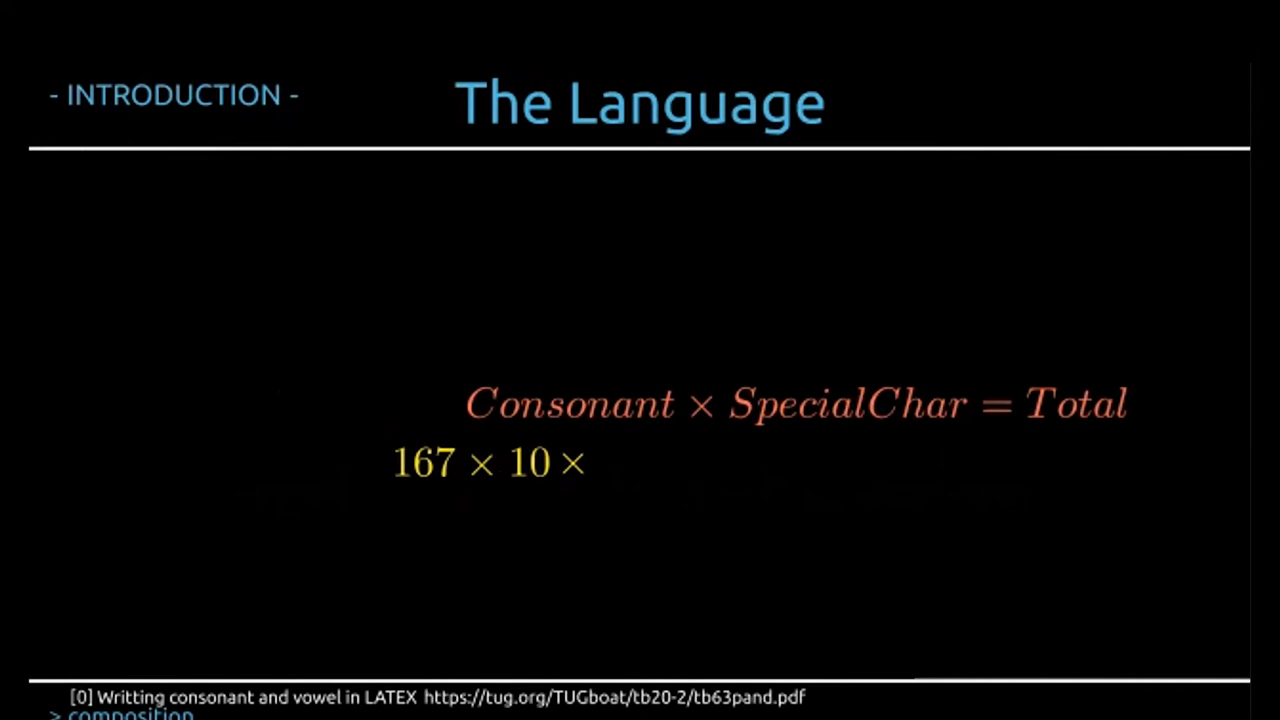 - INTRODUCTION -
The Language
Consonant × SpecialChar = Total
167 × 10 ×
[0] Writting consonant and vowel in LATEX https://tug.org/TUGboat/tb20-2/tb63pand.pdf
> composition